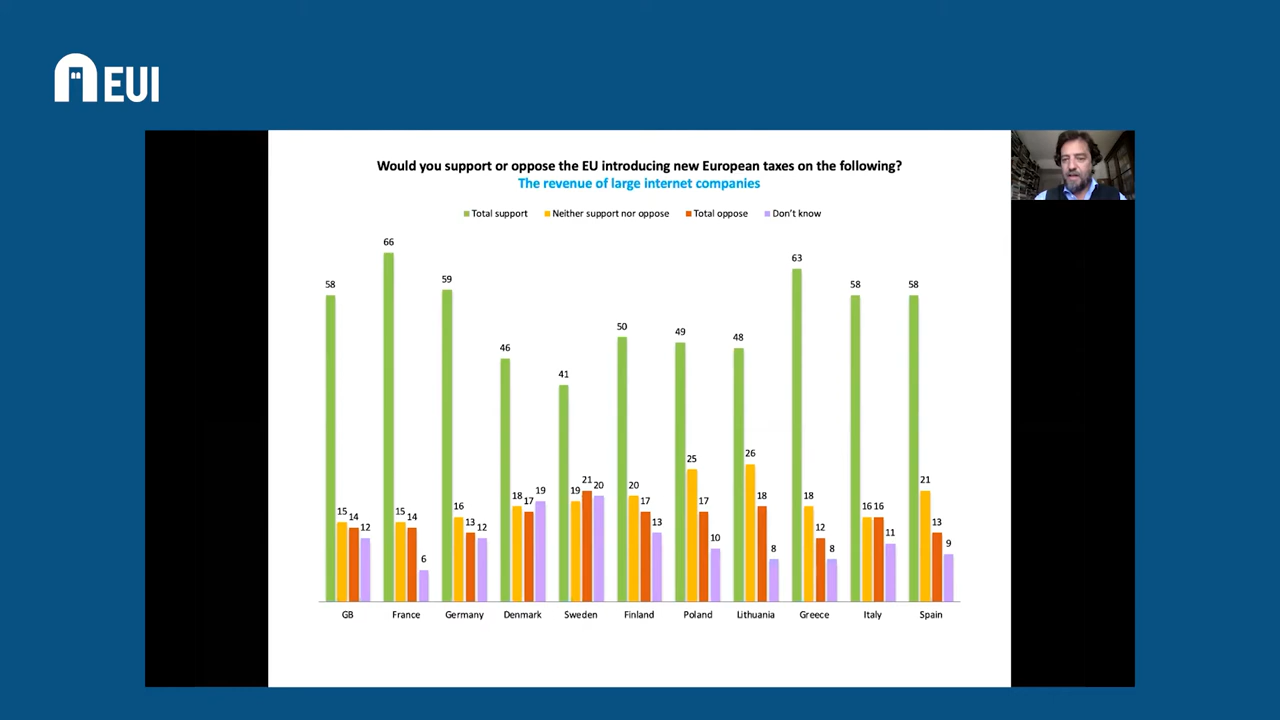 EUI
Would you support or oppose the EU introducing new European taxes on the following?
The revenue of large internet companies
Total support Neither support nor oppose Total oppose Don't know
58 15 14 12
66 15 14 6
59 16 13 12
46 18 17 19
41 19 21 20
50 20 17 13
49 25 17 10
48 26 18 8
63 18 12 8
58 16 16 11
58 21 13 9
GB France Germany Denmark Sweden Finland Poland Lithuania Greece Italy Spain